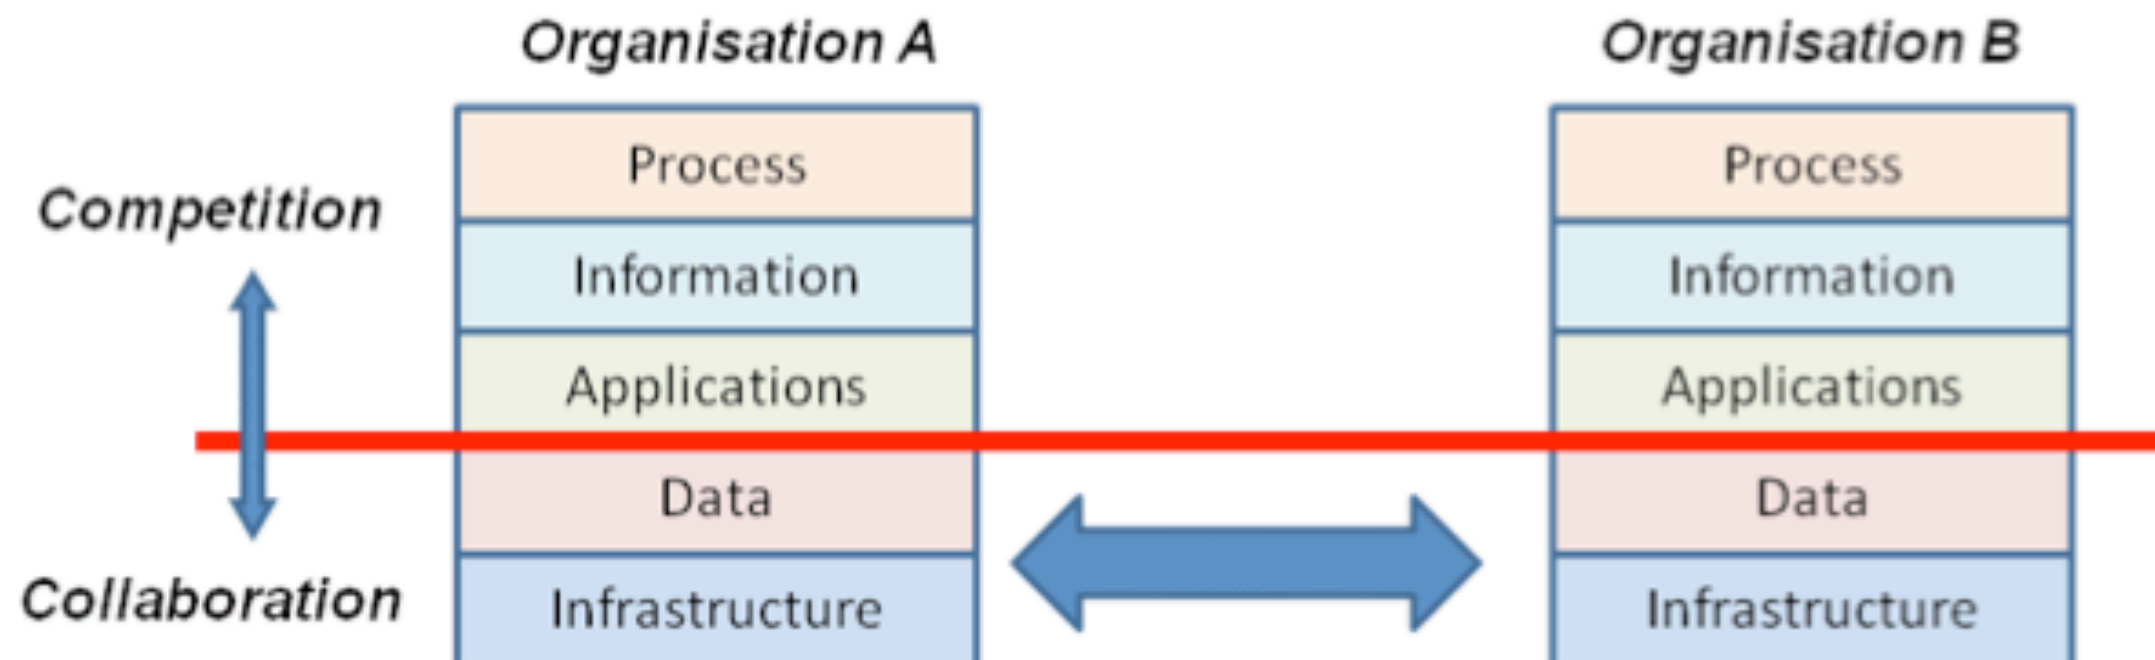 Organisation A
Organisation B
Competition
Collaboration
Process
Information
Applications
Data
Infrastructure
Process
Information
Applications
Data
Infrastructure